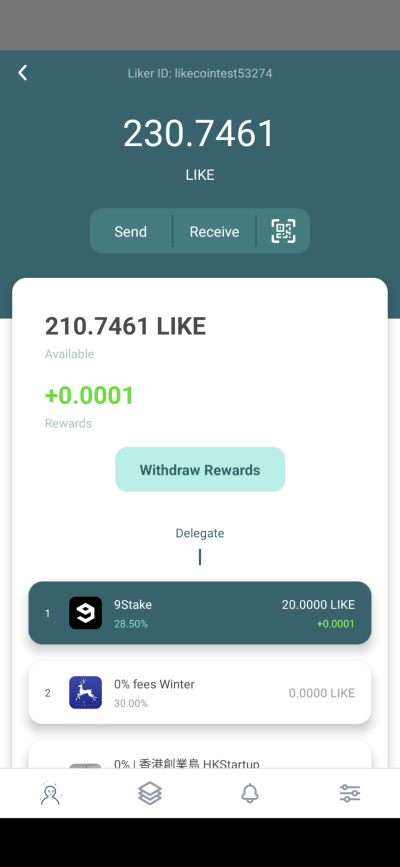 Liker ID: likecointest53274
230.7461
LIKE
Send Receive
210.7461 LIKE
Available
+0.0001
Rewards
Withdraw Rewards
Delegate
1 9Stake 20.0000 LIKE
28.50% +0.0001
2 0% fees Winter 0.0000 LIKE
30.00%
0% | 香港創業島 HKStartup